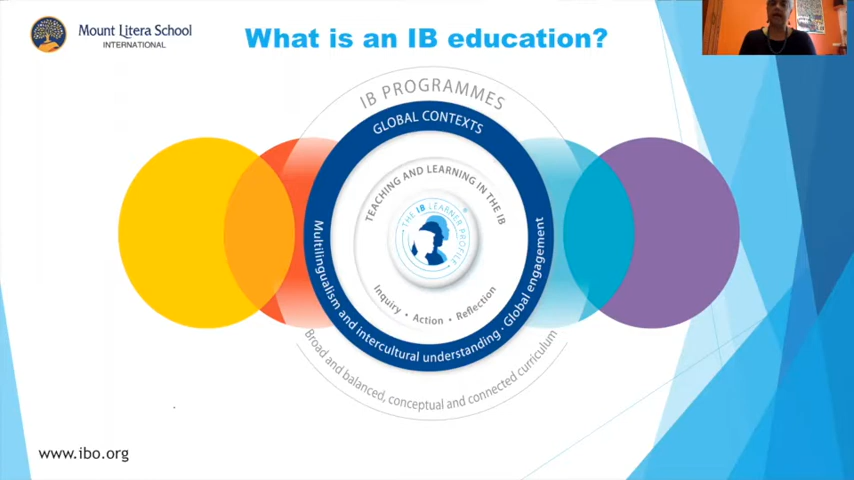 Mount Litera School
INTERNATIONAL
What is an IB education?
IB PROGRAMMES
GLOBAL CONTEXTS
TEACHING AND LEARNING IN THE IB
THE IB LEARNER PROFILE
Inquiry • Action • Reflection
Multilingualism and intercultural understanding · Global engagement
Broad and balanced, conceptual and connected curriculum
www.ibo.org